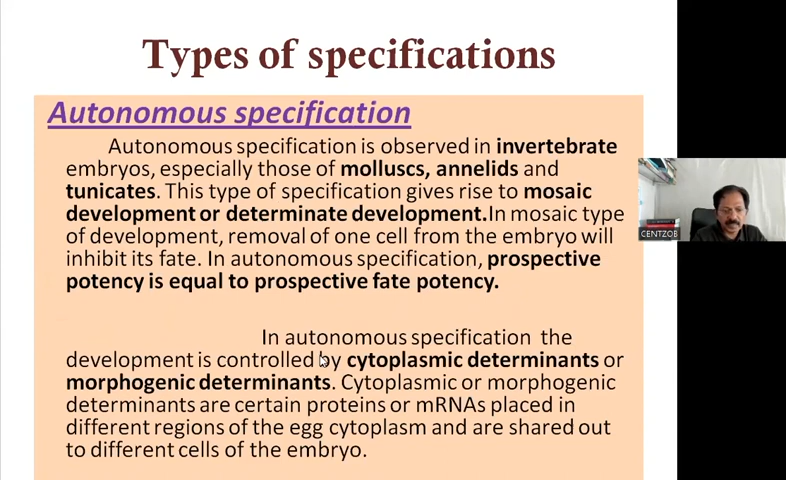 Types of specifications
Autonomous specification
Autonomous specification is observed in invertebrate
embryos, especially those of molluscs, annelids and
tunicates. This type of specification gives rise to mosaic
development or determinate development.In mosaic type
of development, removal of one cell from the embryo will
inhibit its fate. In autonomous specification, prospective
potency is equal to prospective fate potency.
In autonomous specification the
development is controlled by cytoplasmic determinants or
morphogenic determinants. Cytoplasmic or morphogenic
determinants are certain proteins or mRNAs placed in
different regions of the egg cytoplasm and are shared out
to different cells of the embryo.
CENTZOB